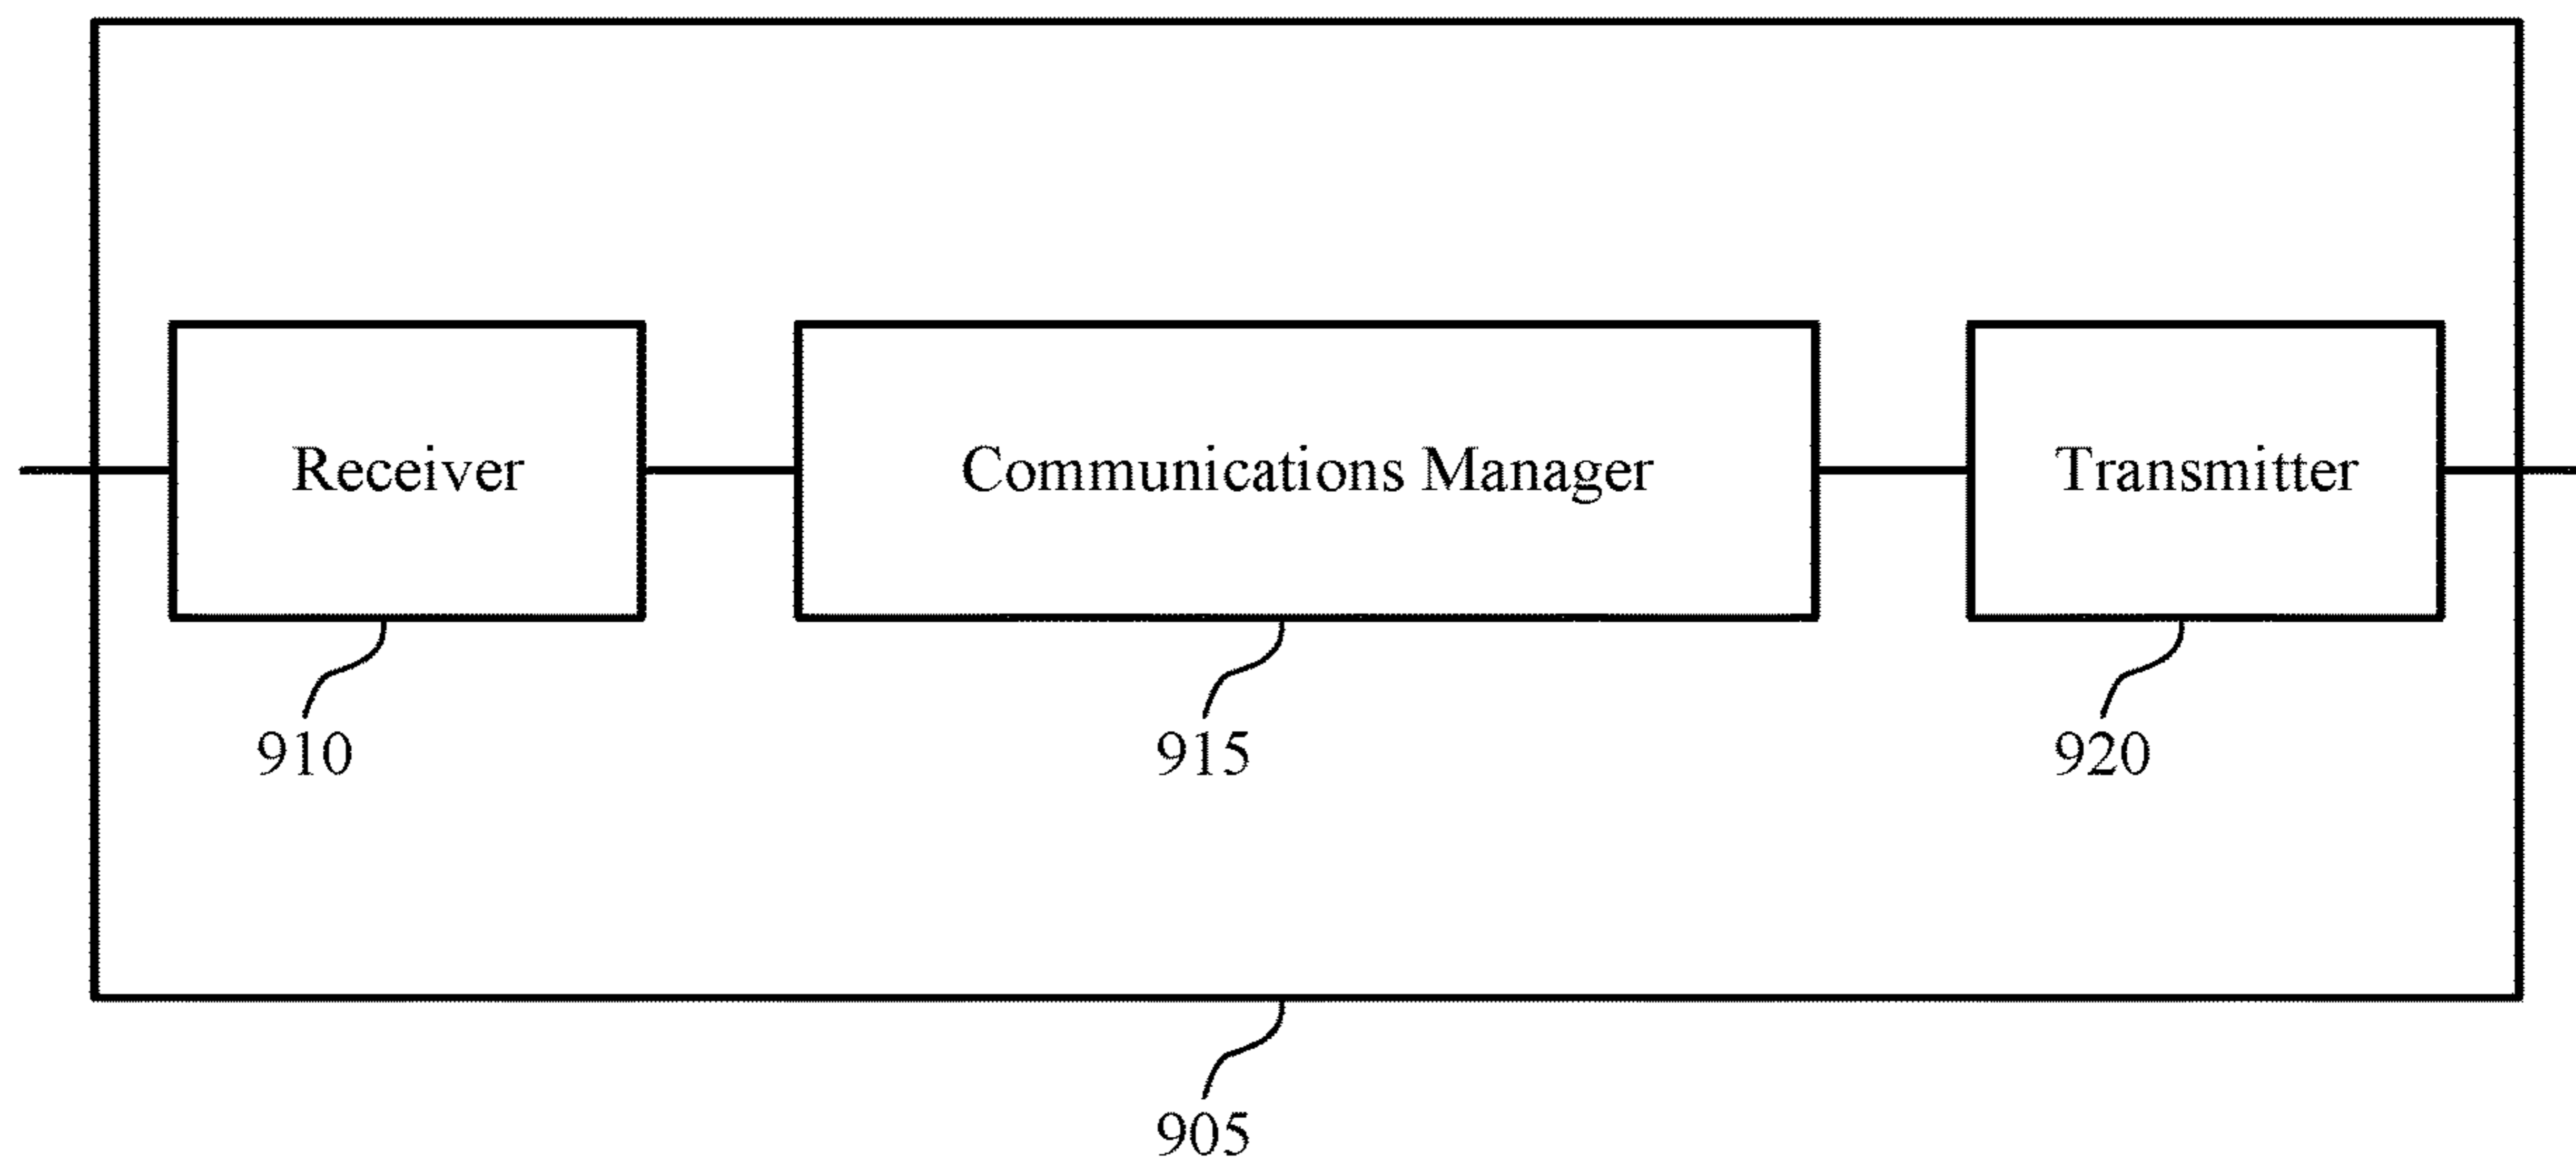 Receiver
Communications Manager
Transmitter
910
915
920
905